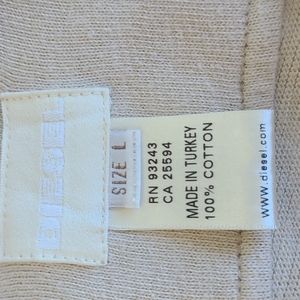 DIESEL
SIZE L
RN 93243
CA 25594
MADE IN TURKEY
100% COTTON
www.diesel.com